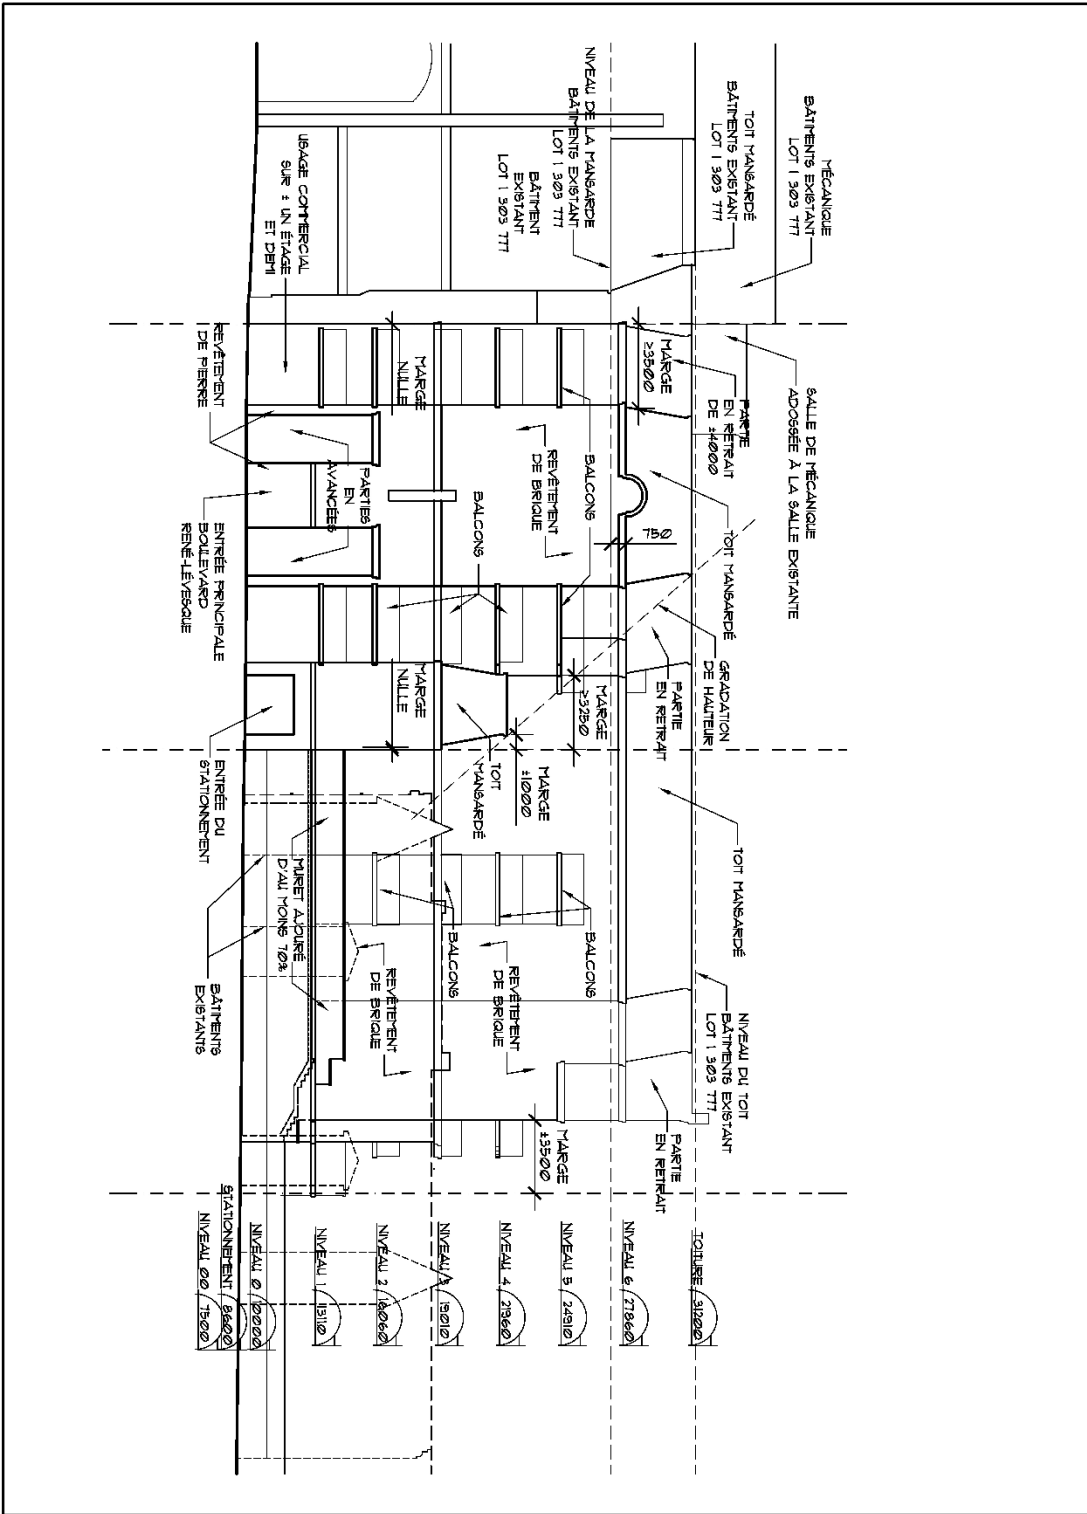 MÉCANIQUE
BÂTIMENTS EXISTANT
LOT 1 303 777
TOIT MANSARDÉ
BÂTIMENTS EXISTANT
LOT 1 303 777
NIVEAU DE LA MANSARDE
BÂTIMENTS EXISTANT
LOT 1 303 777
BÂTIMENT
EXISTANT
LOT 1 303 777
USAGE COMMERCIAL
SUR ± UN ÉTAGE
ET DEMI
SALLE DE MÉCANIQUE
ADOSSÉE À LA SALLE EXISTANTE
PARTIE
EN RETRAIT
DE ±4000
MARGE
≥3500
TOIT MANSARDÉ
GRADATION
DE HAUTEUR
PARTIE
EN RETRAIT
TOIT MANSARDÉ
NIVEAU DU TOIT
BÂTIMENTS EXISTANT
LOT 1 303 777
PARTIE
EN RETRAIT
750
BALCONS
REVÊTEMENT
DE BRIQUE
BALCONS
MARGE
NULLE
PARTIES
EN
AVANCÉES
MARGE
NULLE
MARGE
≥3250
MARGE
±1000
TOIT
MANSARDÉ
BALCONS
BALCONS
REVÊTEMENT
DE BRIQUE
REVÊTEMENT
DE BRIQUE
MARGE
±3500
MURET AJOURÉ
D'AU MOINS 70%
REVÊTEMENT
DE PIERRE
ENTRÉE PRINCIPALE
BOULEVARD
RENÉ-LÉVESQUE
ENTRÉE DU
STATIONNEMENT
BÂTIMENTS
EXISTANTS
TOITURE 31200
NIVEAU 6 27860
NIVEAU 5 24910
NIVEAU 4 21960
NIVEAU 3 19010
NIVEAU 2 16060
NIVEAU 1 13110
NIVEAU 0 10000
STATIONNEMENT 8600
NIVEAU 00 7500